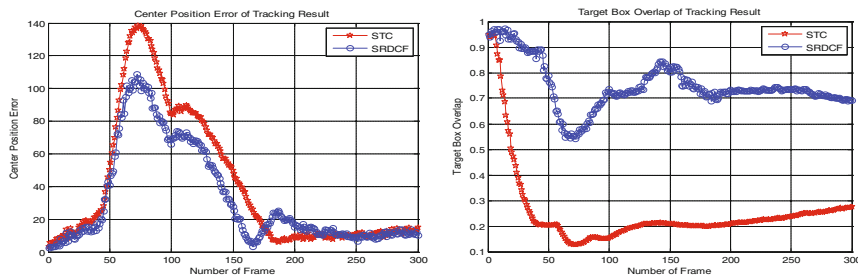 Center Position Error of Tracking Result
140
120
100
80
60
40
20
0
Center Position Error
0 50 100 150 200 250 300
Number of Frame
STC
SRDCF
Target Box Overlap of Tracking Result
1
0.9
0.8
0.7
0.6
0.5
0.4
0.3
0.2
0.1
Target Box Overlap
0 50 100 150 200 250 300
Number of Frame
STC
SRDCF